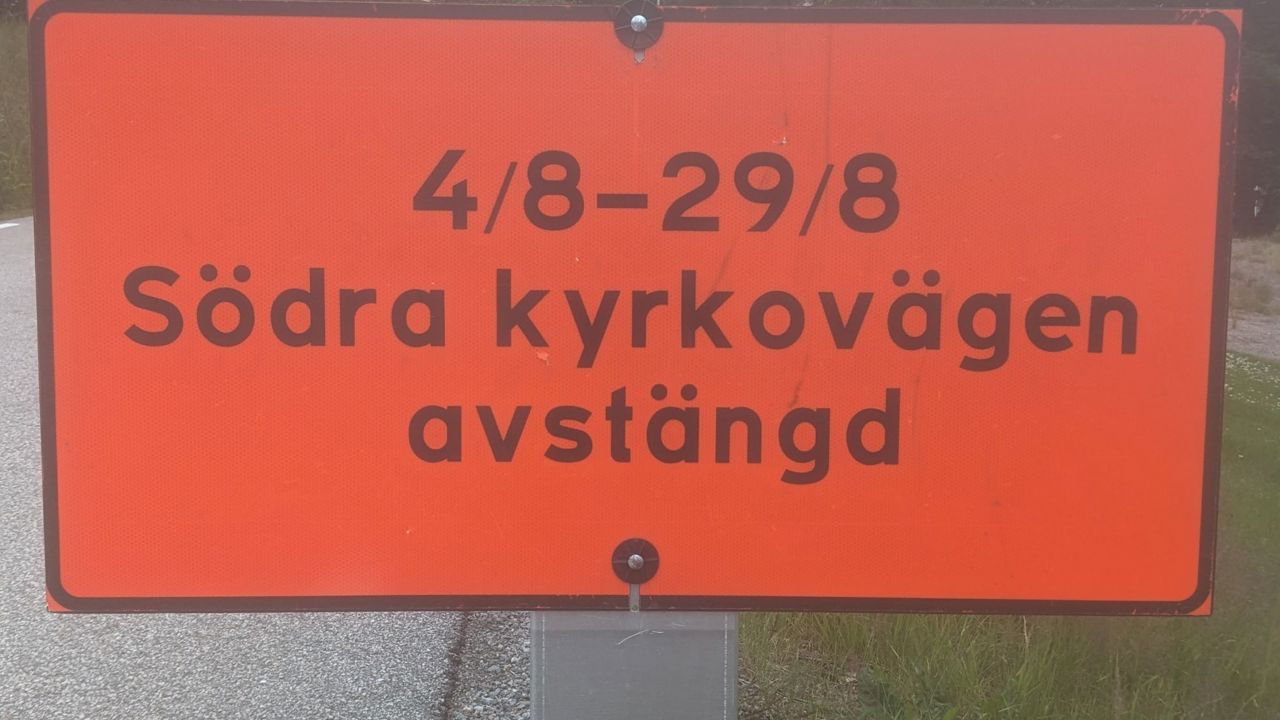 4/8–29/8
Södra kyrkovägen
avstängd